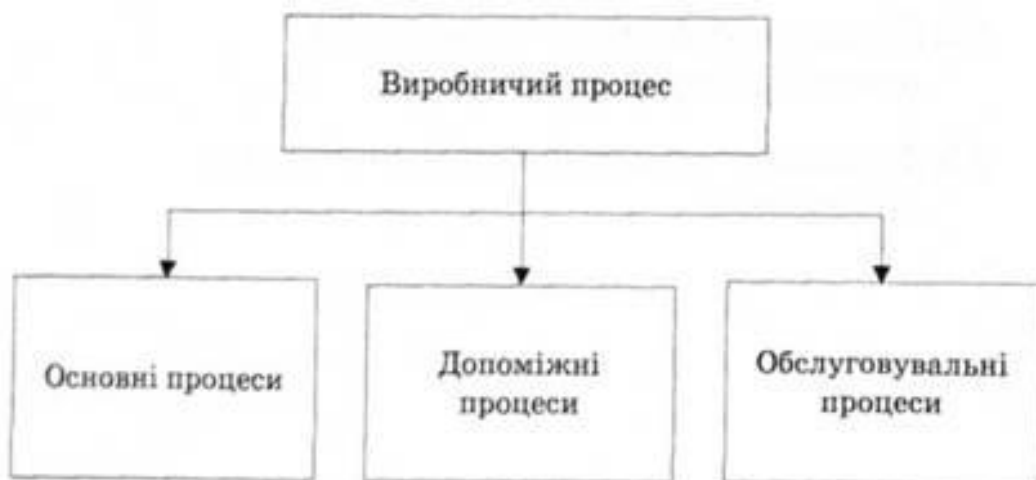 Виробничий процес
Основні процеси
Допоміжні
процеси
Обслуговувальні
процеси